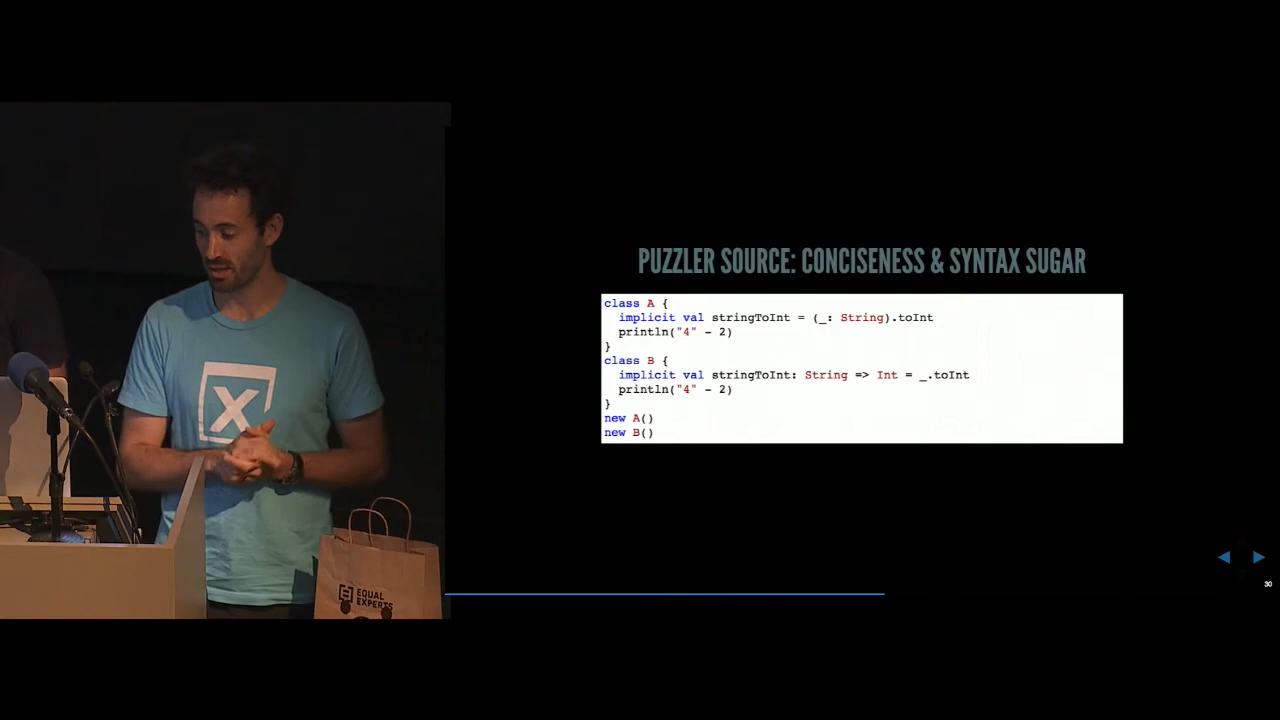 PUZZLER SOURCE: CONCISENESS & SYNTAX SUGAR
class A {
  implicit val stringToInt = (_: String).toInt
  println("4" - 2)
}
class B {
  implicit val stringToInt: String => Int = _.toInt
  println("4" - 2)
}
new A()
new B()
X
EQUAL
EXPERTS
30